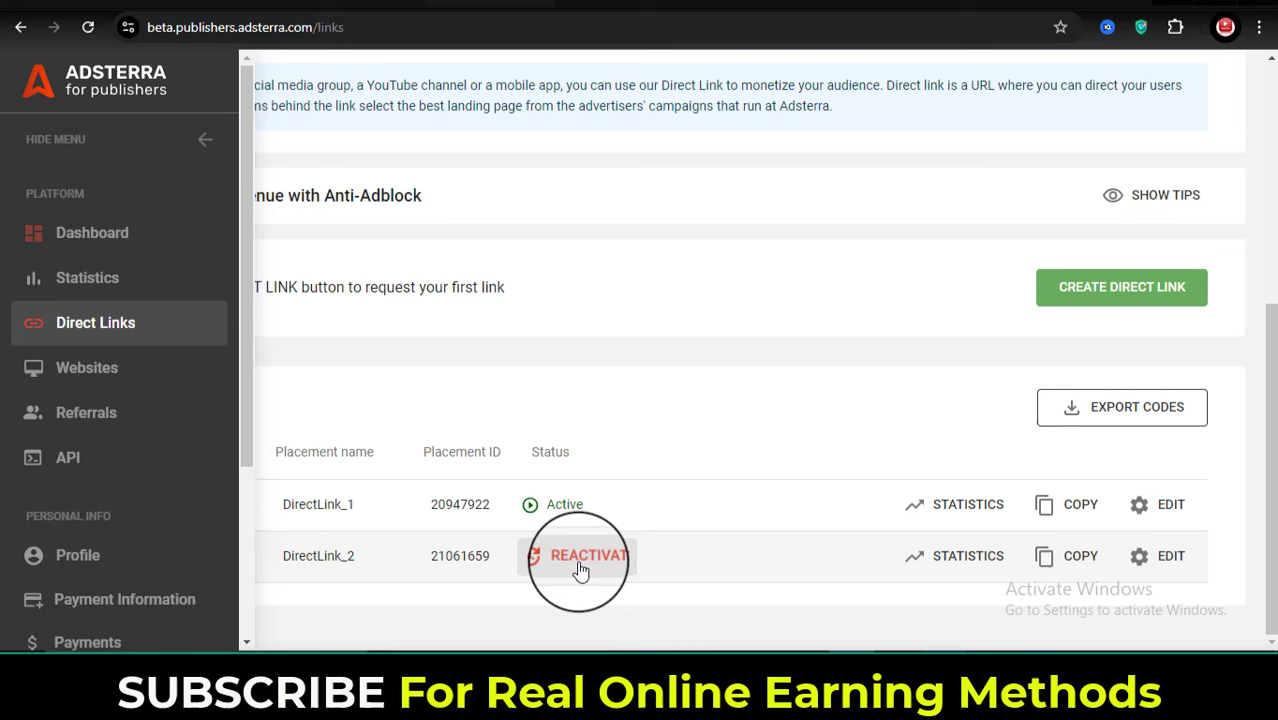 beta.publishers.adsterra.com/links
ADSTERRA
for publishers
HIDE MENU
PLATFORM
Dashboard
Statistics
Direct Links
Websites
Referrals
API
PERSONAL INFO
Profile
Payment Information
Payments
cial media group, a YouTube channel or a mobile app, you can use our Direct Link to monetize your audience. Direct link is a URL where you can direct your users
ms behind the link select the best landing page from the advertisers' campaigns that run at Adsterra.
enue with Anti-Adblock
SHOW TIPS
T LINK button to request your first link
CREATE DIRECT LINK
EXPORT CODES
Placement name Placement ID Status
DirectLink_1 20947922 Active STATISTICS COPY EDIT
DirectLink_2 21061659 REACTIVAT STATISTICS COPY EDIT
Activate Windows
Go to Settings to activate Windows.
SUBSCRIBE For Real Online Earning Methods